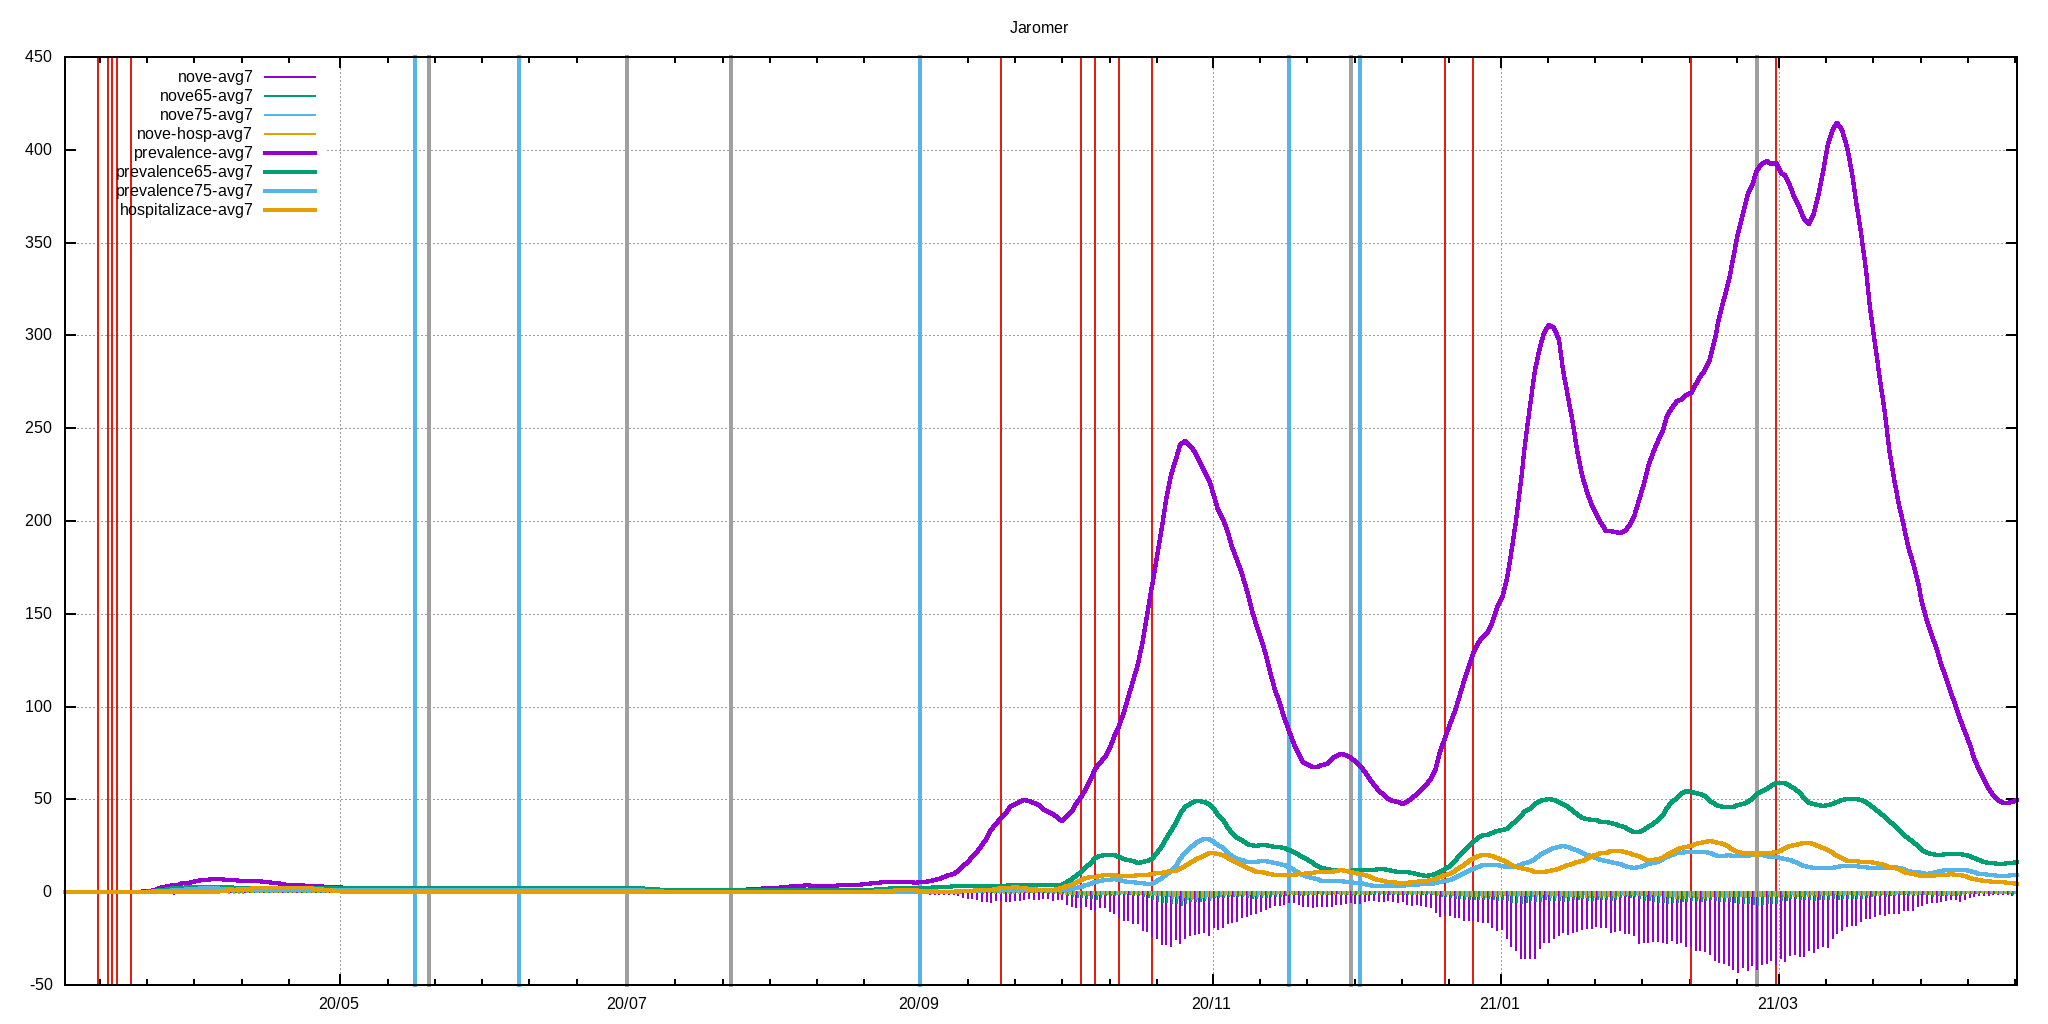 Jaromer
450
400
350
300
250
200
150
100
50
0
-50
nove-avg7
nove65-avg7
nove75-avg7
nove-hosp-avg7
prevalence-avg7
prevalence65-avg7
prevalence75-avg7
hospitalizace-avg7
20/05 20/07 20/09 20/11 21/01 21/03